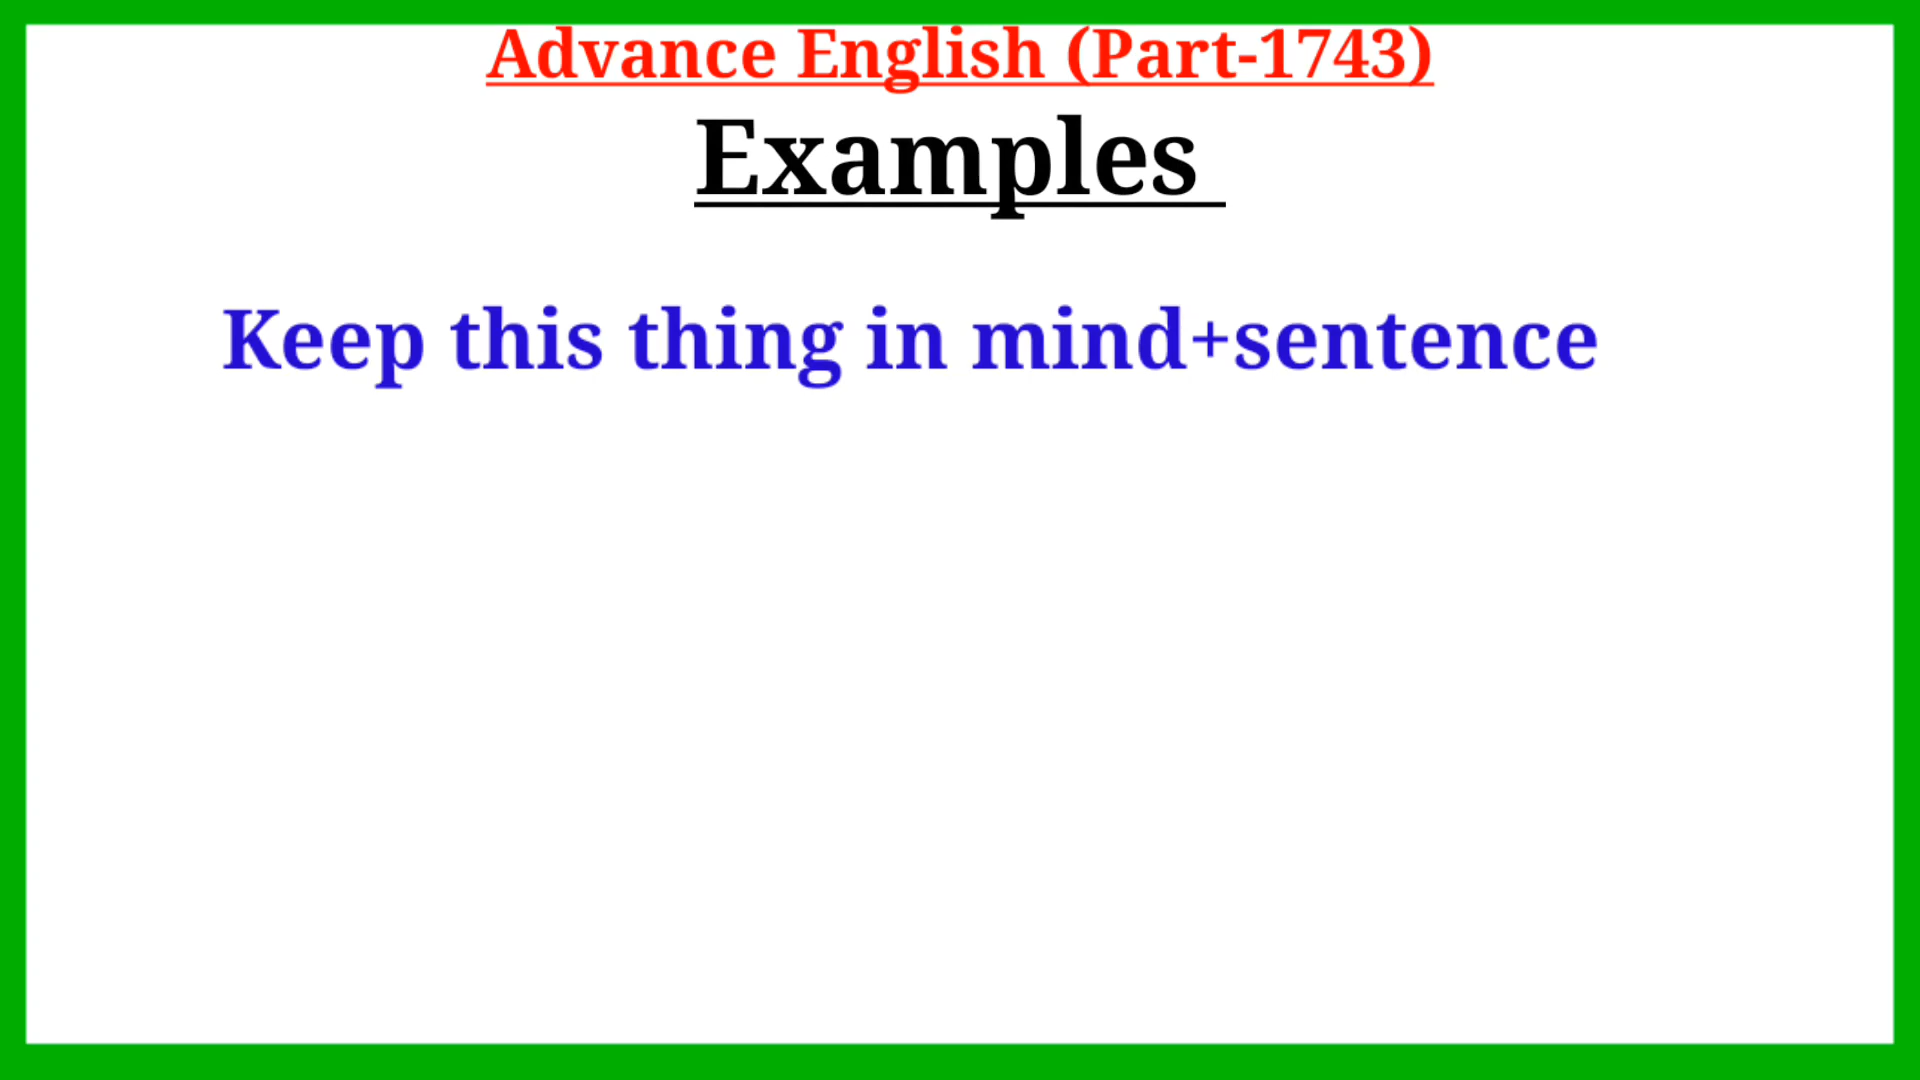 Advance English (Part-1743)
Examples
Keep this thing in mind+sentence